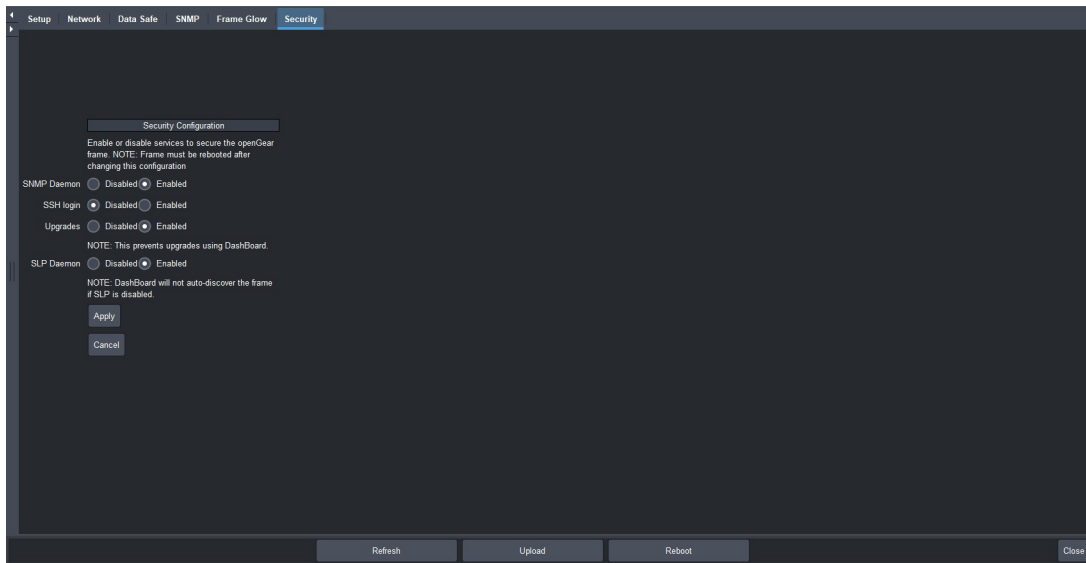 Setup Network Data Safe SNMP Frame Glow Security
Security Configuration
Enable or disable services to secure the openGear
frame. NOTE: Frame must be rebooted after
changing this configuration
SNMP Daemon Disabled Enabled
SSH login Disabled Enabled
Upgrades Disabled Enabled
NOTE: This prevents upgrades using DashBoard.
SLP Daemon Disabled Enabled
NOTE: DashBoard will not auto-discover the frame
if SLP is disabled.
Apply
Cancel
Refresh Upload Reboot Close